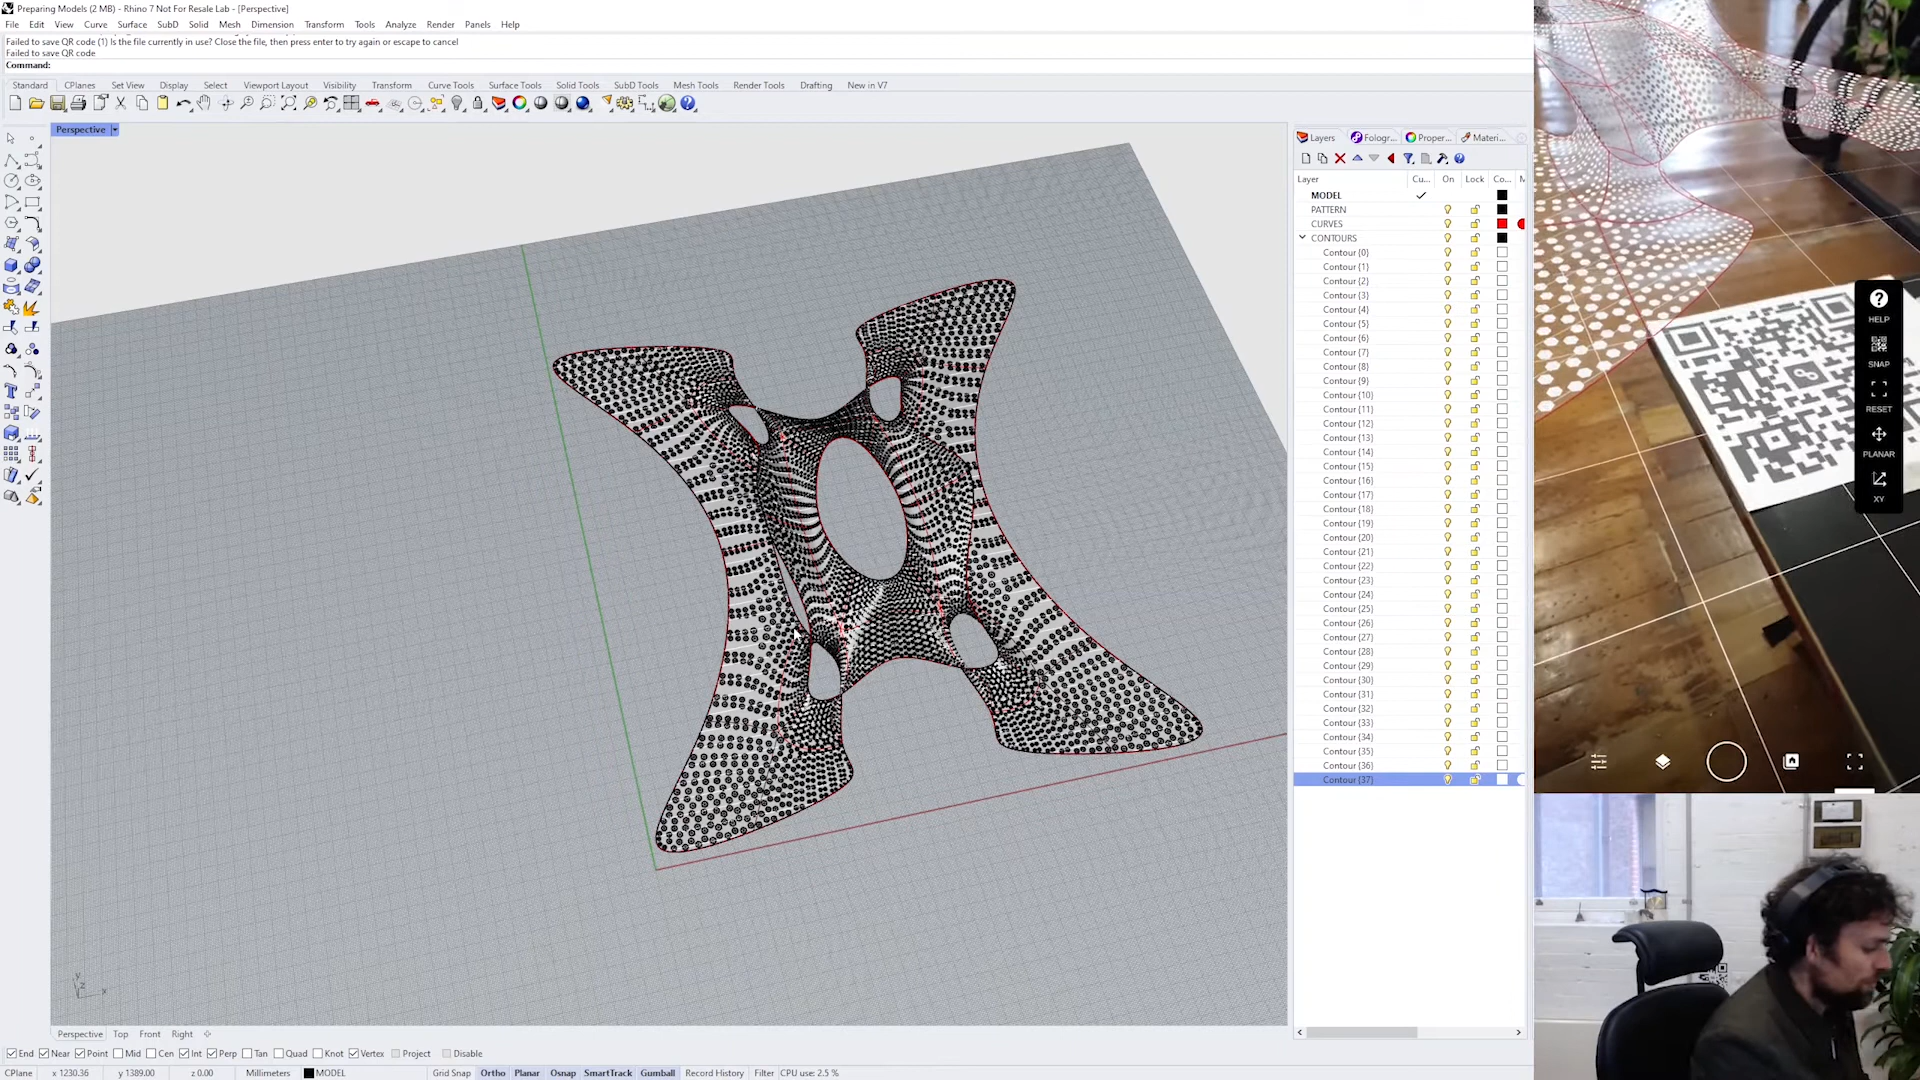 Preparing Models (2 MB) - Rhino 7 Not For Resale Lab - [Perspective]
File Edit View Curve Surface SubD Solid Mesh Dimension Transform Tools Analyze Render Panels Help
Failed to save QR code (1) Is the file currently in use? Close the file, then press enter to try again or escape to cancel
Failed to save QR code
Command:
Standard CPlanes Set View Display Select Viewport Layout Visibility Transform Curve Tools Surface Tools Solid Tools SubD Tools Mesh Tools Render Tools Drafting New in V7
Perspective
Layers Fologr... Proper... Materi...
Layer Cu... On Lock Co... M
MODEL
PATTERN
CURVES
CONTOURS
Contour {0}
Contour {1}
Contour {2}
Contour {3}
Contour {4}
Contour {5}
Contour {6}
Contour {7}
Contour {8}
Contour {9}
Contour {10}
Contour {11}
Contour {12}
Contour {13}
Contour {14}
Contour {15}
Contour {16}
Contour {17}
Contour {18}
Contour {19}
Contour {20}
Contour {21}
Contour {22}
Contour {23}
Contour {24}
Contour {25}
Contour {26}
Contour {27}
Contour {28}
Contour {29}
Contour {30}
Contour {31}
Contour {32}
Contour {33}
Contour {34}
Contour {35}
Contour {36}
Contour {37}
HELP
SNAP
RESET
PLANAR
XY
y
z
x
Perspective Top Front Right
End Near Point Mid Cen Int Perp Tan Quad Knot Vertex Project Disable
CPlane x 1230.36 y 1389.00 z 0.00 Millimeters MODEL Grid Snap Ortho Planar Osnap SmartTrack Gumball Record History Filter CPU use: 2.5 %